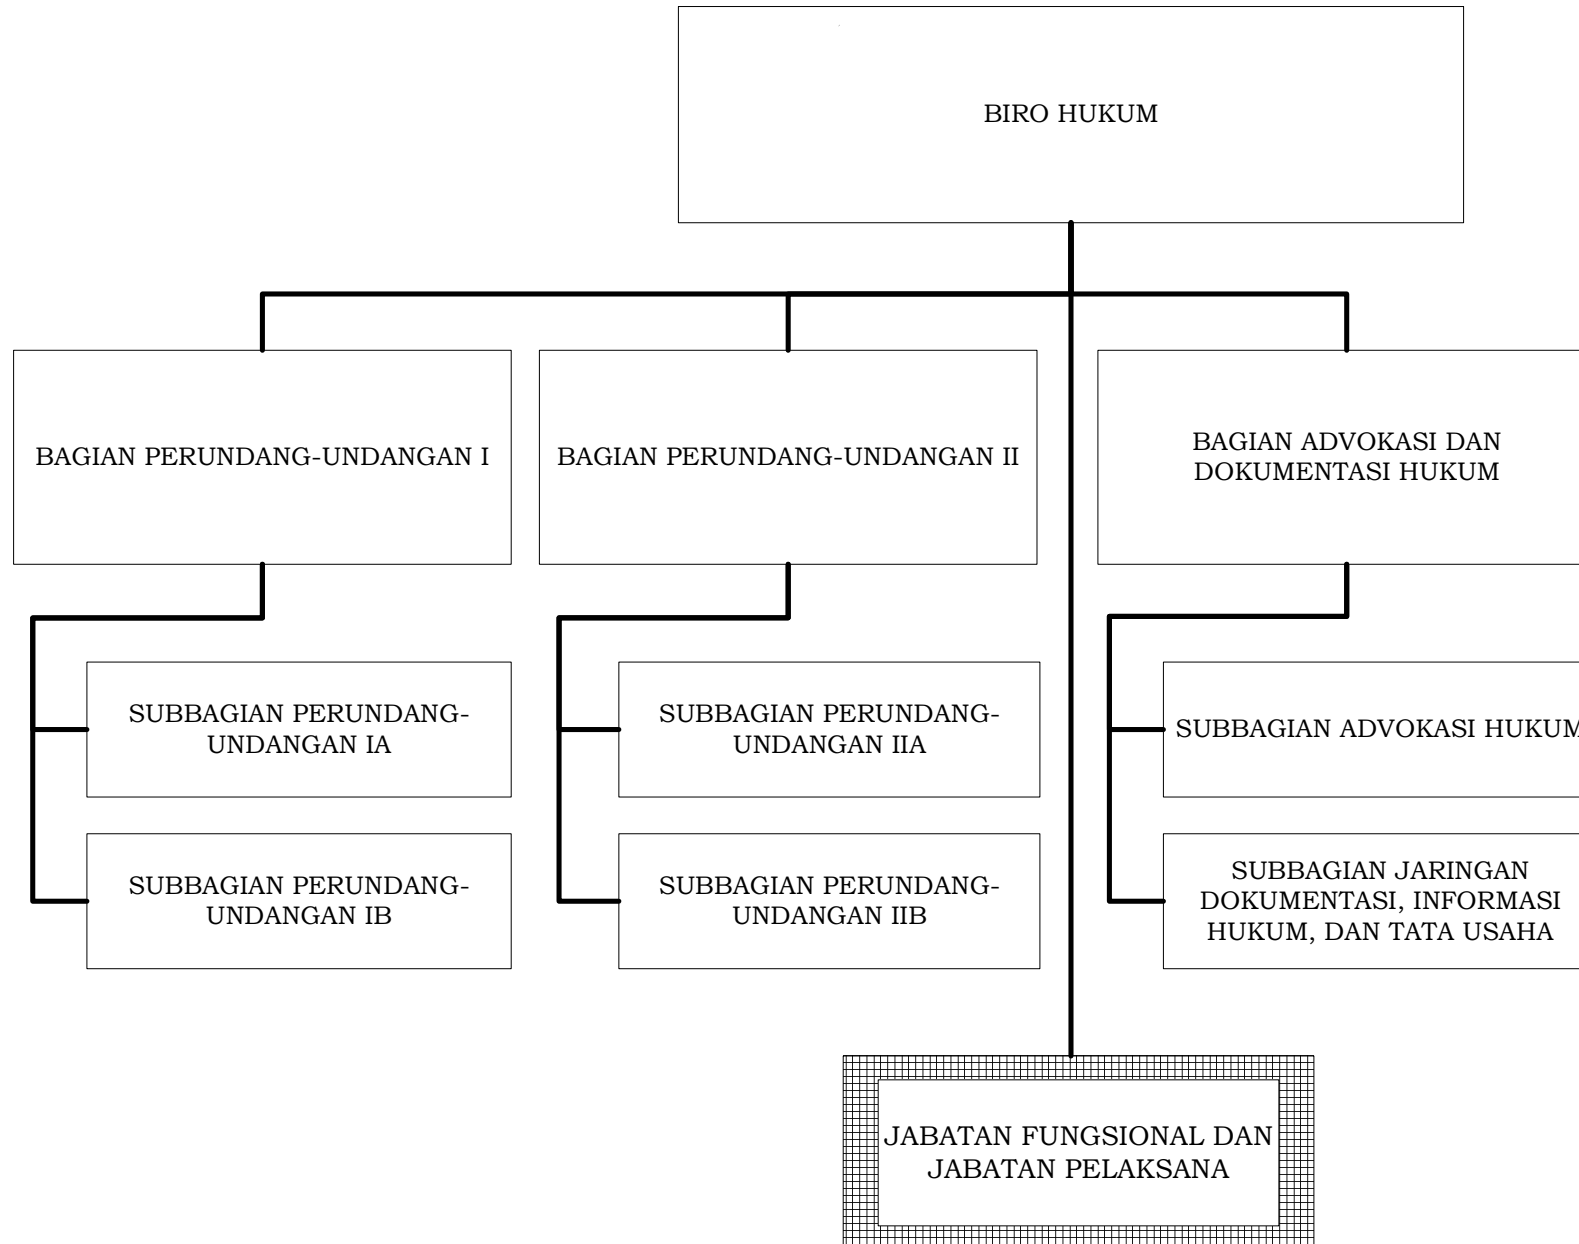 BIRO HUKUM
BAGIAN PERUNDANG-UNDANGAN I
BAGIAN PERUNDANG-UNDANGAN II
BAGIAN ADVOKASI DAN
DOKUMENTASI HUKUM
SUBBAGIAN PERUNDANG-
UNDANGAN IA
SUBBAGIAN PERUNDANG-
UNDANGAN IIA
SUBBAGIAN ADVOKASI HUKUM
SUBBAGIAN PERUNDANG-
UNDANGAN IB
SUBBAGIAN PERUNDANG-
UNDANGAN IIB
SUBBAGIAN JARINGAN
DOKUMENTASI, INFORMASI
HUKUM, DAN TATA USAHA
JABATAN FUNGSIONAL DAN
JABATAN PELAKSANA